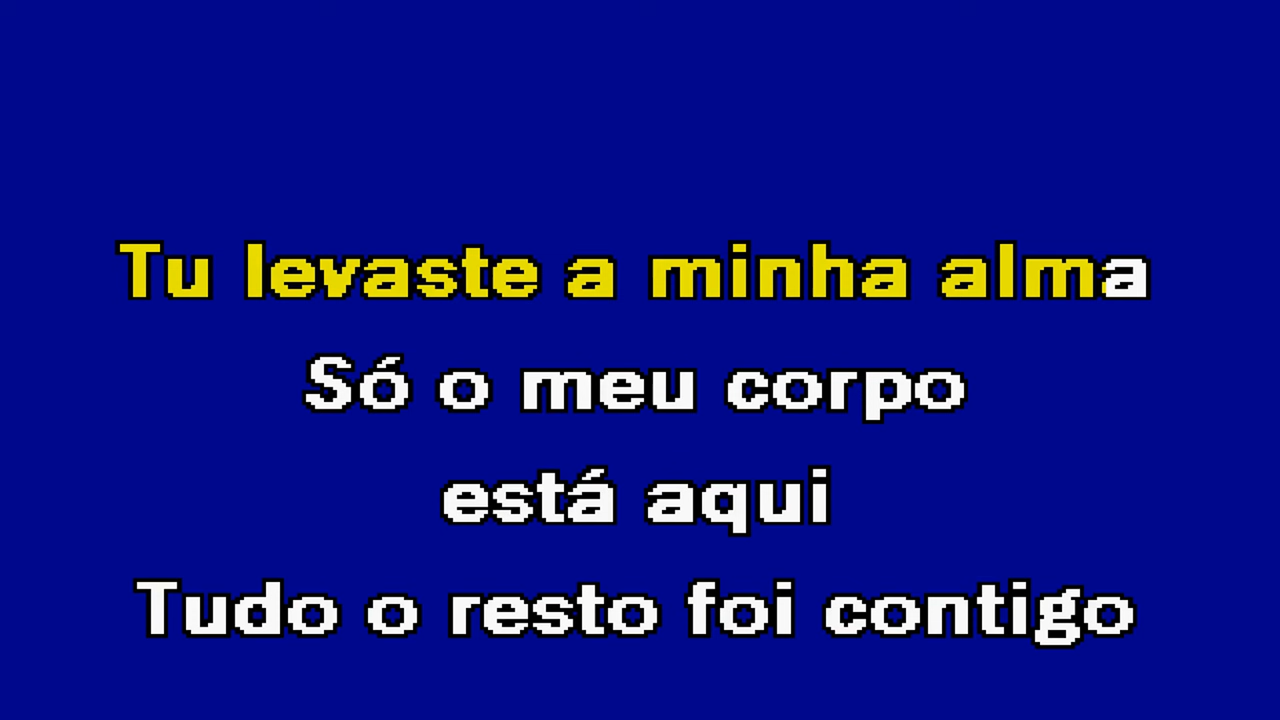 Tu levaste a minha alma
Só o meu corpo
está aqui
Tudo o resto foi contigo